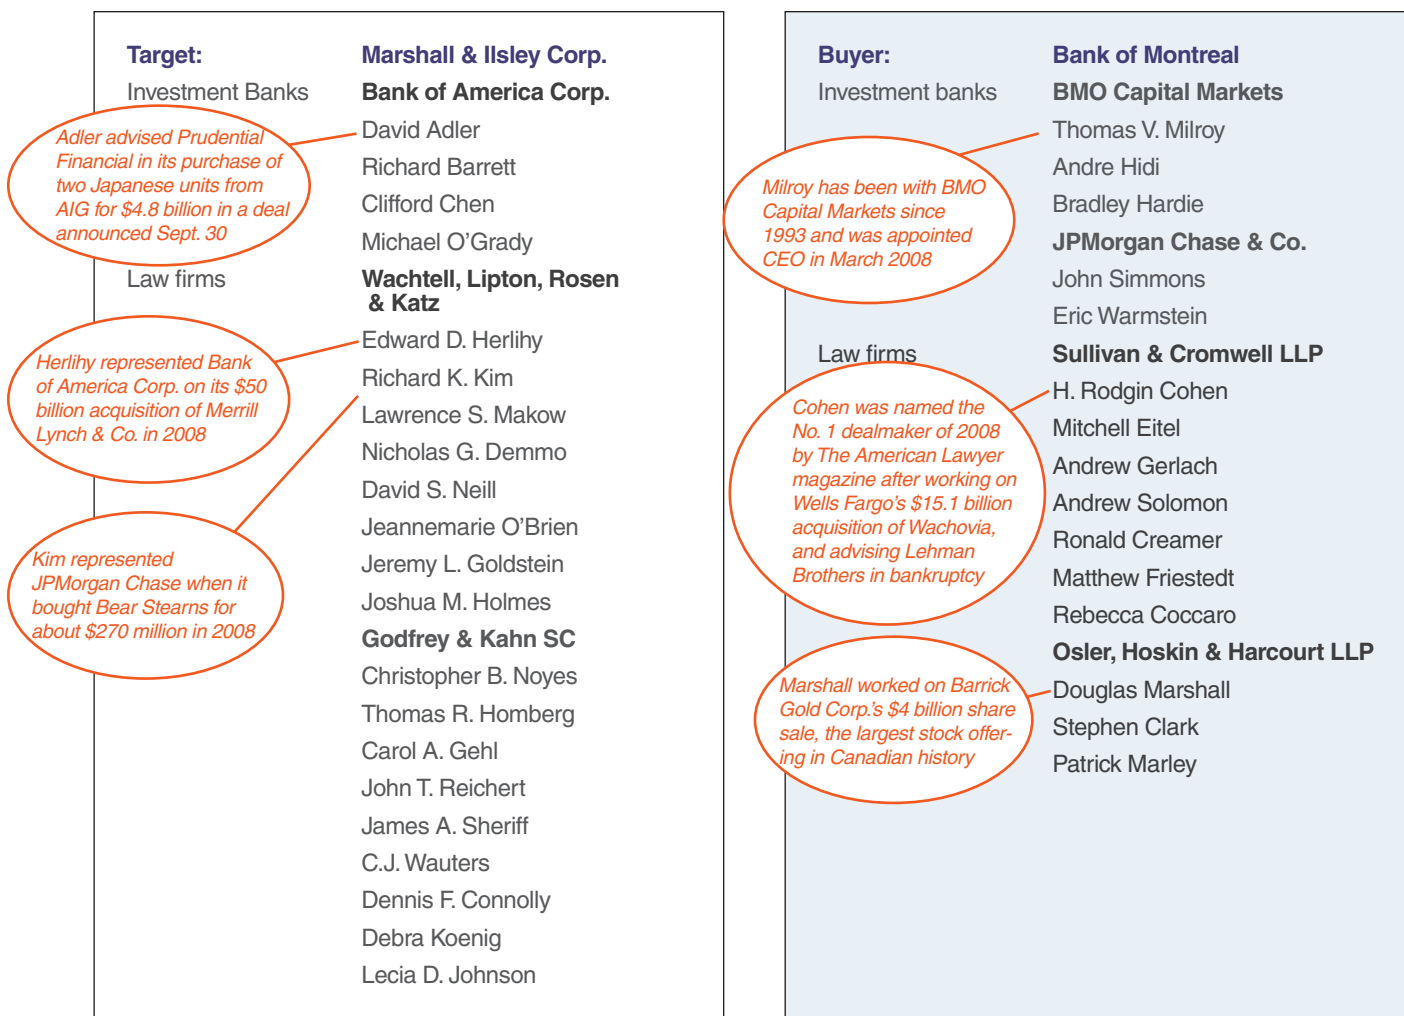 Target: Marshall & Ilsley Corp.
Investment Banks Bank of America Corp.
David Adler
Richard Barrett
Clifford Chen
Michael O’Grady
Adler advised Prudential
Financial in its purchase of
two Japanese units from
AIG for $4.8 billion in a deal
announced Sept. 30
Law firms Wachtell, Lipton, Rosen
& Katz
Edward D. Herlihy
Richard K. Kim
Lawrence S. Makow
Nicholas G. Demmo
David S. Neill
Jeannemarie O’Brien
Jeremy L. Goldstein
Joshua M. Holmes
Herlihy represented Bank
of America Corp. on its $50
billion acquisition of Merrill
Lynch & Co. in 2008
Kim represented
JPMorgan Chase when it
bought Bear Stearns for
about $270 million in 2008
Godfrey & Kahn SC
Christopher B. Noyes
Thomas R. Homberg
Carol A. Gehl
John T. Reichert
James A. Sheriff
C.J. Wauters
Dennis F. Connolly
Debra Koenig
Lecia D. Johnson
Buyer: Bank of Montreal
Investment banks BMO Capital Markets
Thomas V. Milroy
Andre Hidi
Bradley Hardie
Milroy has been with BMO
Capital Markets since
1993 and was appointed
CEO in March 2008
JPMorgan Chase & Co.
John Simmons
Eric Warmstein
Law firms Sullivan & Cromwell LLP
H. Rodgin Cohen
Mitchell Eitel
Andrew Gerlach
Andrew Solomon
Ronald Creamer
Matthew Friestedt
Rebecca Coccaro
Cohen was named the
No. 1 dealmaker of 2008
by The American Lawyer
magazine after working on
Wells Fargo’s $15.1 billion
acquisition of Wachovia,
and advising Lehman
Brothers in bankruptcy
Osler, Hoskin & Harcourt LLP
Douglas Marshall
Stephen Clark
Patrick Marley
Marshall worked on Barrick
Gold Corp.’s $4 billion share
sale, the largest stock offer-
ing in Canadian history